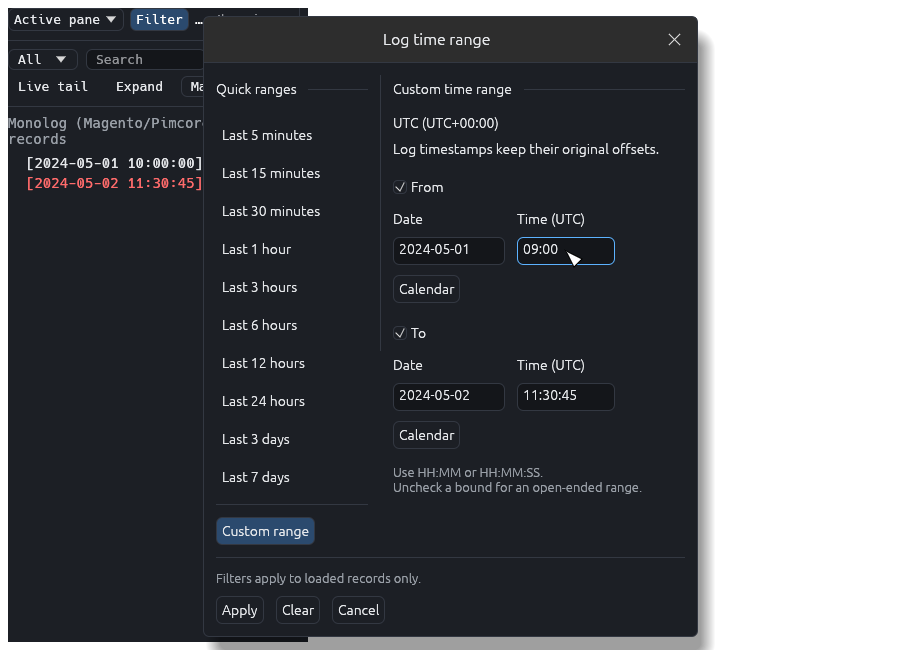 Active pane
Filter
…
All
Search
Live tail
Expand
Monolog (Magento/Pimcor
records
[2024-05-01 10:00:00]
[2024-05-02 11:30:45]
Log time range
Quick ranges
Last 5 minutes
Last 15 minutes
Last 30 minutes
Last 1 hour
Last 3 hours
Last 6 hours
Last 12 hours
Last 24 hours
Last 3 days
Last 7 days
Custom range
Custom time range
UTC (UTC+00:00)
Log timestamps keep their original offsets.
From
Date
Time (UTC)
2024-05-01
09:00
Calendar
To
Date
Time (UTC)
2024-05-02
11:30:45
Calendar
Use HH:MM or HH:MM:SS.
Uncheck a bound for an open-ended range.
Filters apply to loaded records only.
Apply
Clear
Cancel